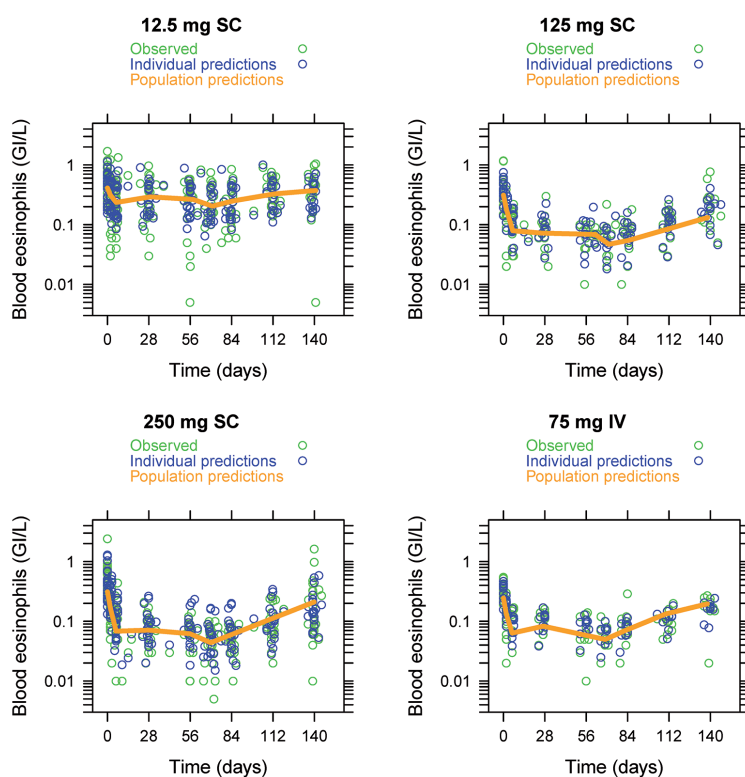 12.5 mg SC
Observed
Individual predictions
Population predictions
Blood eosinophils (GI/L)
1
0.1
0.01
0 28 56 84 112 140
Time (days)
125 mg SC
Observed
Individual predictions
Population predictions
Blood eosinophils (GI/L)
1
0.1
0.01
0 28 56 84 112 140
Time (days)
250 mg SC
Observed
Individual predictions
Population predictions
Blood eosinophils (GI/L)
1
0.1
0.01
0 28 56 84 112 140
Time (days)
75 mg IV
Observed
Individual predictions
Population predictions
Blood eosinophils (GI/L)
1
0.1
0.01
0 28 56 84 112 140
Time (days)